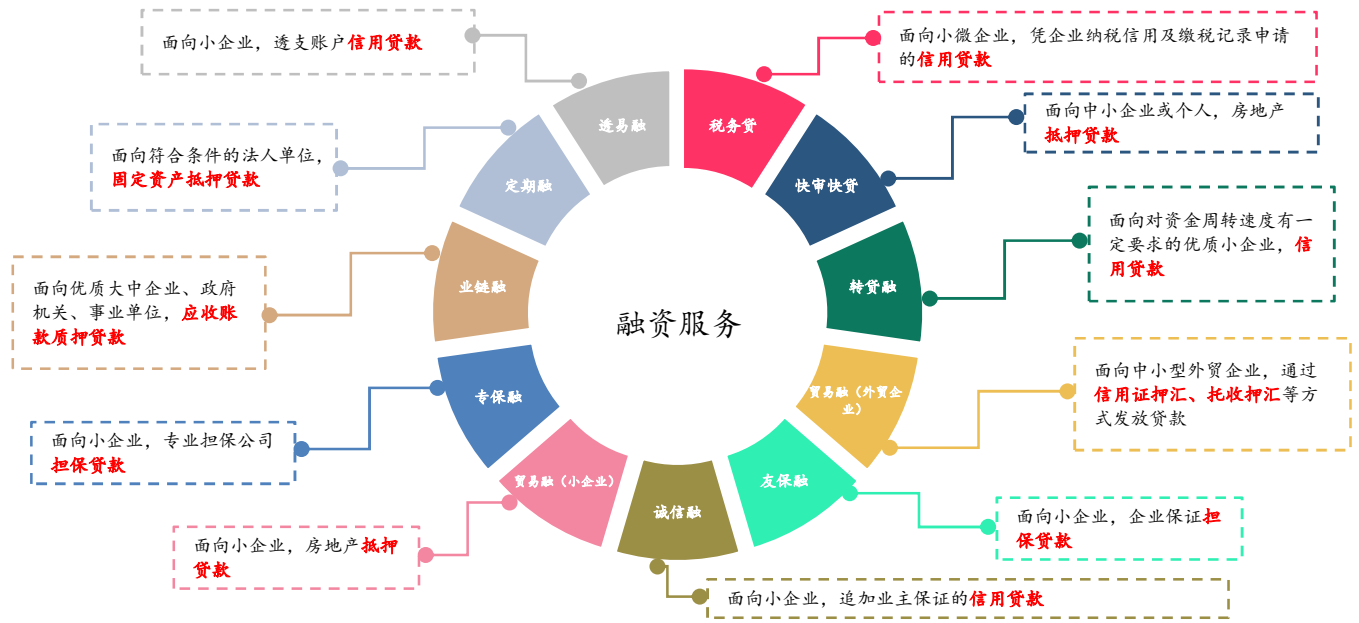 面向小企业，透支账户信用贷款
面向小微企业，凭企业纳税信用及缴税记录申请
的信用贷款
透易融
税务贷
面向中小企业或个人，房地产
抵押贷款
面向符合条件的法人单位，
固定资产抵押贷款
定期融
快审快贷
面向对资金周转速度有一
定要求的优质小企业，信
用贷款
面向优质大中企业、政府
机关、事业单位，应收账
款质押贷款
业链融
转贷融
融资服务
面向中小型外贸企业，通过
信用证押汇、托收押汇等方
式发放贷款
专保融
贸易融（外贸企
业）
面向小企业，专业担保公司
担保贷款
贸易融（小企业）
友保融
诚信融
面向小企业，企业保证担
保贷款
面向小企业，房地产抵押
贷款
面向小企业，追加业主保证的信用贷款